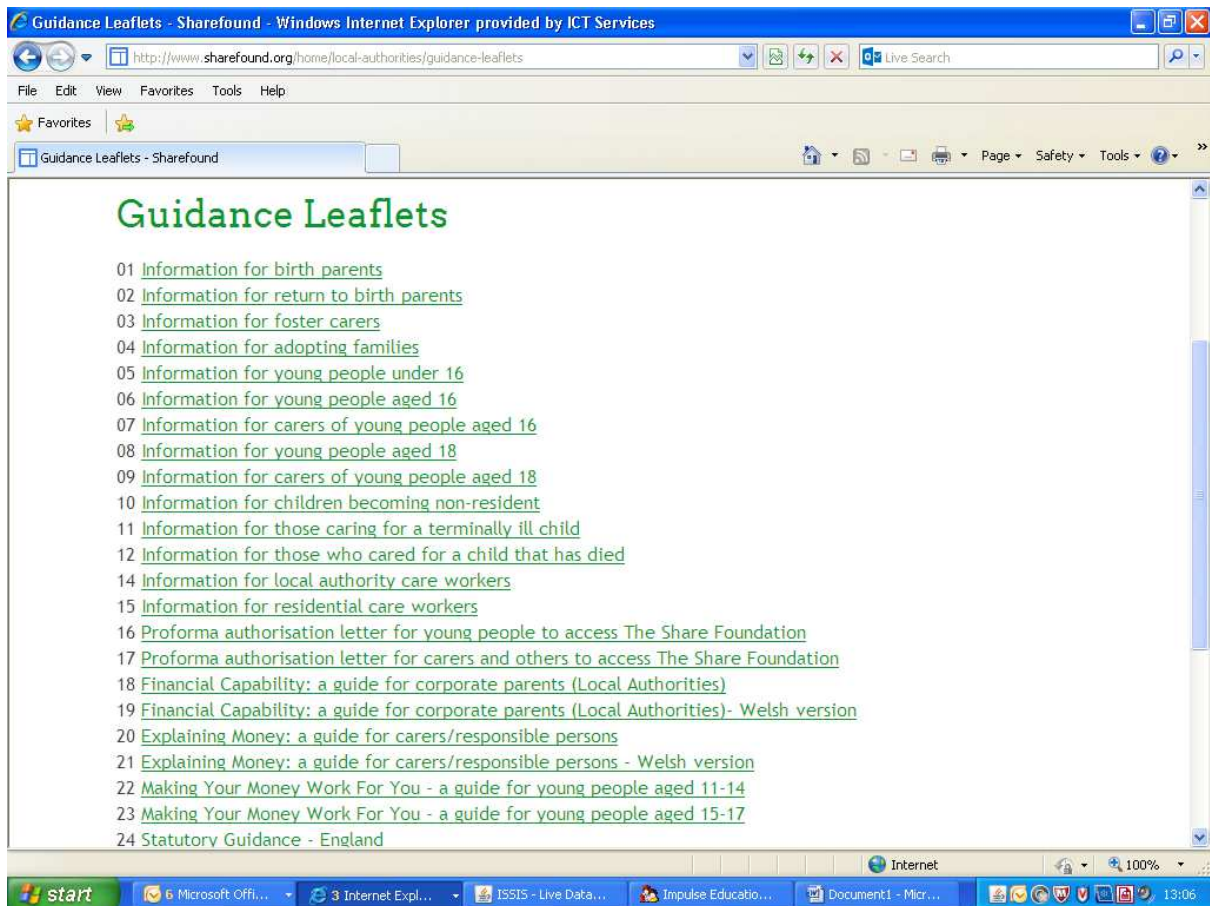 Guidance Leaflets - Sharefound - Windows Internet Explorer provided by ICT Services
http://www.sharefound.org/home/local-authorities/guidance-leaflets
Live Search
File Edit View Favorites Tools Help
Favorites
Guidance Leaflets - Sharefound
Page Safety Tools
Guidance Leaflets
01 Information for birth parents
02 Information for return to birth parents
03 Information for foster carers
04 Information for adopting families
05 Information for young people under 16
06 Information for young people aged 16
07 Information for carers of young people aged 16
08 Information for young people aged 18
09 Information for carers of young people aged 18
10 Information for children becoming non-resident
11 Information for those caring for a terminally ill child
12 Information for those who cared for a child that has died
14 Information for local authority care workers
15 Information for residential care workers
16 Proforma authorisation letter for young people to access The Share Foundation
17 Proforma authorisation letter for carers and others to access The Share Foundation
18 Financial Capability: a guide for corporate parents (Local Authorities)
19 Financial Capability: a guide for corporate parents (Local Authorities)- Welsh version
20 Explaining Money: a guide for carers/responsible persons
21 Explaining Money: a guide for carers/responsible persons - Welsh version
22 Making Your Money Work For You - a guide for young people aged 11-14
23 Making Your Money Work For You - a guide for young people aged 15-17
24 Statutory Guidance - England
Internet 100%
start 6 Microsoft Offi... 3 Internet Expl... ISSIS - Live Data... Impulse Educatio... Document1 - Micr... 13:06